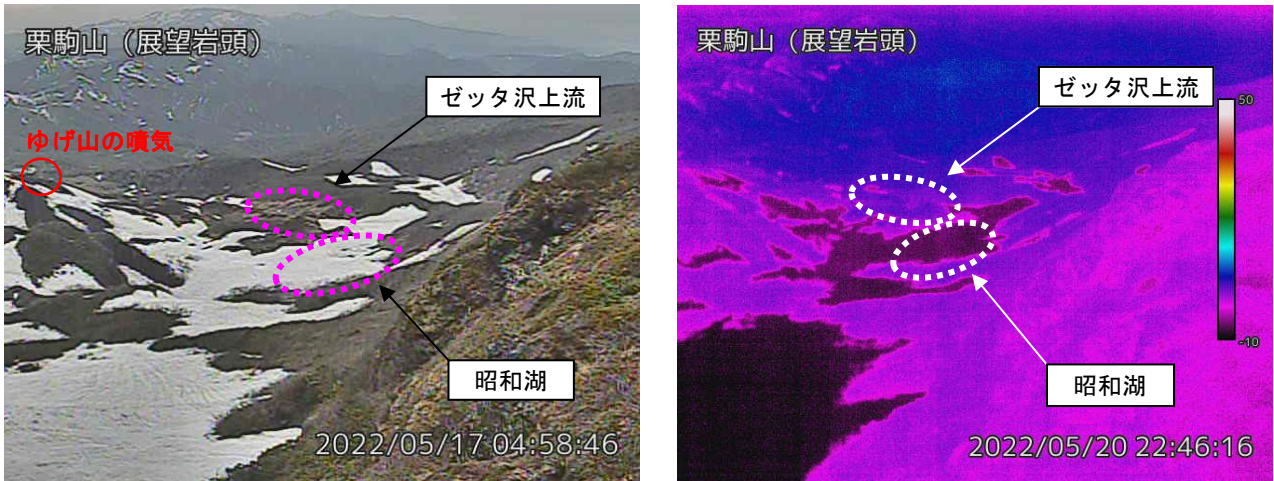 栗駒山（展望岩頭）
ゼッタ沢上流
ゆげ山の噴気
昭和湖
2022/05/17 04:58:46
栗駒山（展望岩頭）
ゼッタ沢上流
50
-10
昭和湖
2022/05/20 22:46:16